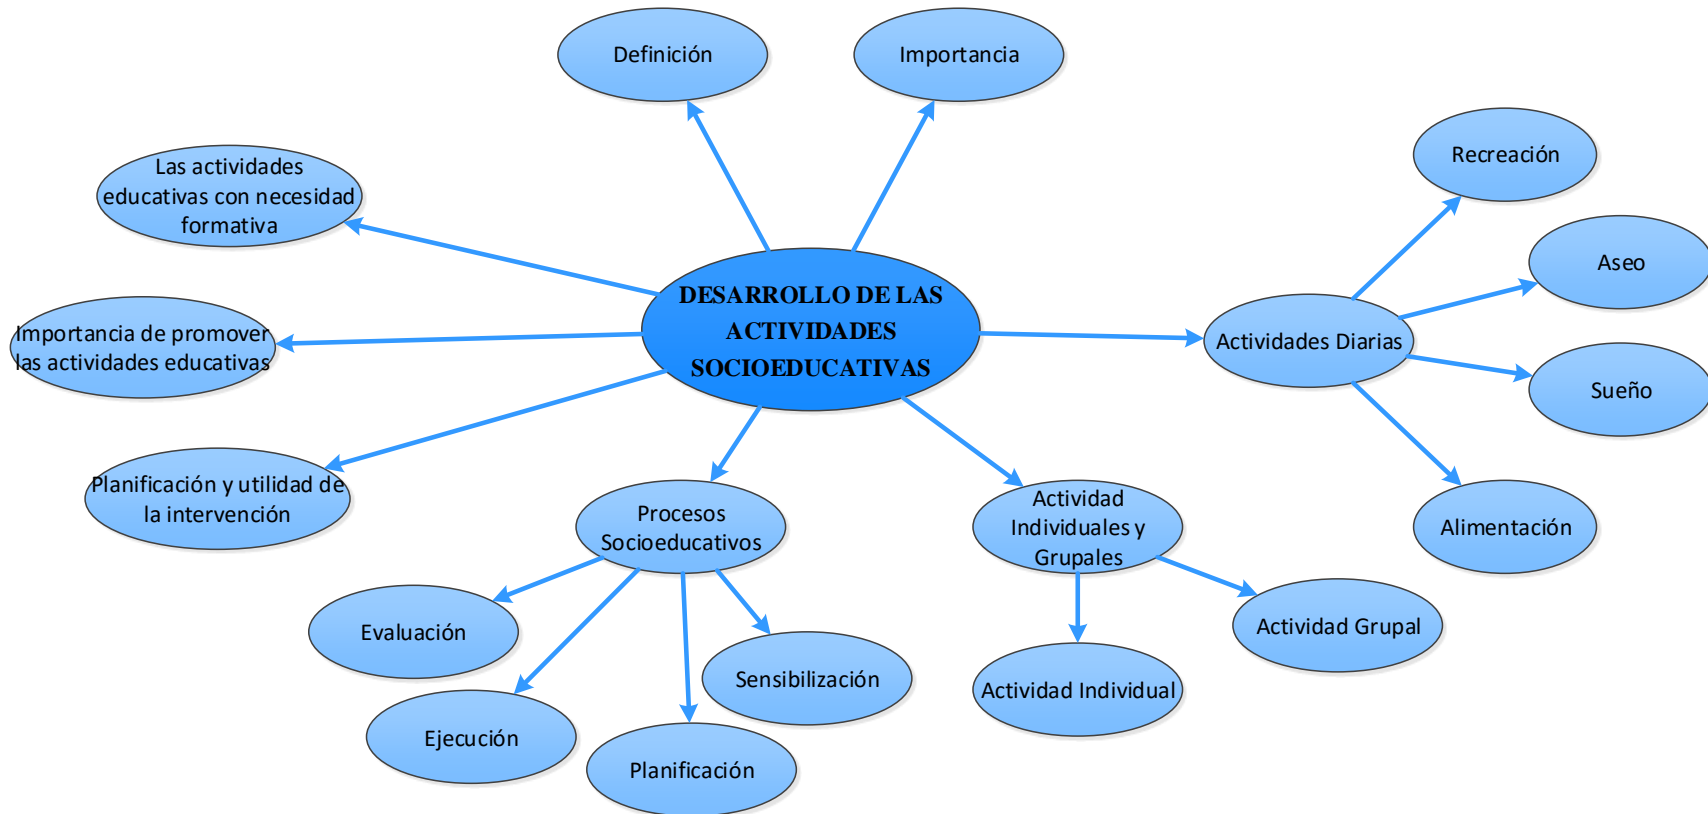 Definición
Importancia
Las actividades
educativas con necesidad
formativa
Recreación
Aseo
DESARROLLO DE LAS
ACTIVIDADES
SOCIOEDUCATIVAS
Importancia de promover
las actividades educativas
Actividades Diarias
Sueño
Planificación y utilidad de
la intervención
Procesos
Socioeducativos
Actividad
Individuales y
Grupales
Alimentación
Evaluación
Sensibilización
Ejecución
Planificación
Actividad Individual
Actividad Grupal